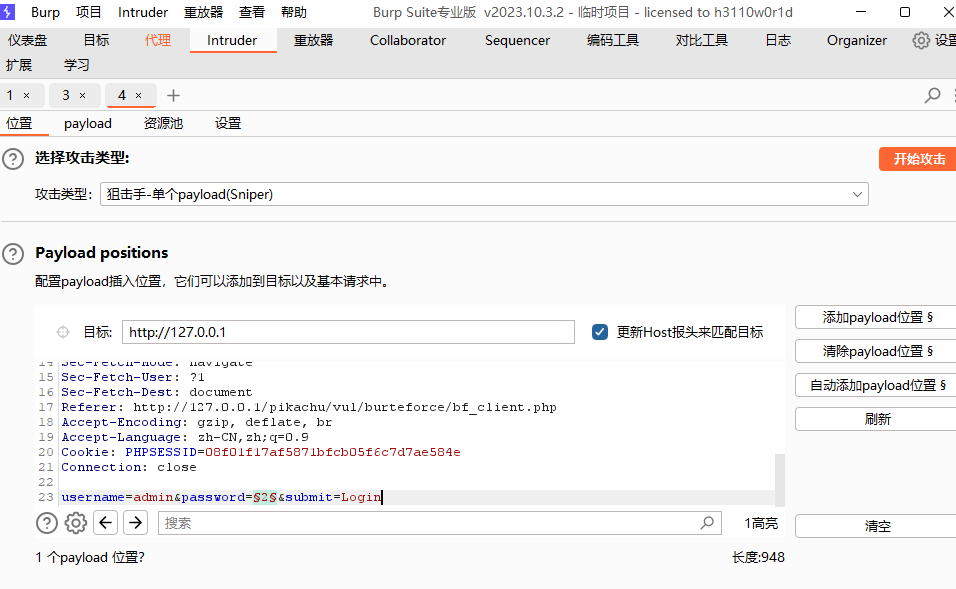 Burp 项目 Intruder 重放器 查看 帮助 Burp Suite专业版 v2023.10.3.2 - 临时项目 - licensed to h3110w0r1d
仪表盘 目标 代理 Intruder 重放器 Collaborator Sequencer 编码工具 对比工具 日志 Organizer 设置
扩展 学习
1 × 3 × 4 × +
位置 payload 资源池 设置
? 选择攻击类型: 开始攻击
攻击类型: 狙击手-单个payload(Sniper)
? Payload positions
配置payload插入位置，它们可以添加到目标以及基本请求中。
目标: http://127.0.0.1 更新Host报头来匹配目标
添加payload位置 §
清除payload位置 §
自动添加payload位置 §
刷新
14 Sec-Fetch-Mode: navigate
15 Sec-Fetch-User: ?1
16 Sec-Fetch-Dest: document
17 Referer: http://127.0.0.1/pikachu/vul/burteforce/bf_client.php
18 Accept-Encoding: gzip, deflate, br
19 Accept-Language: zh-CN,zh;q=0.9
20 Cookie: PHPSESSID=08f01f17af5871bfcb05f6c7d7ae584e
21 Connection: close
22
23 username=admin&password=§2§&submit=Login
? 搜索 1高亮 清空
1 个payload 位置? 长度:948